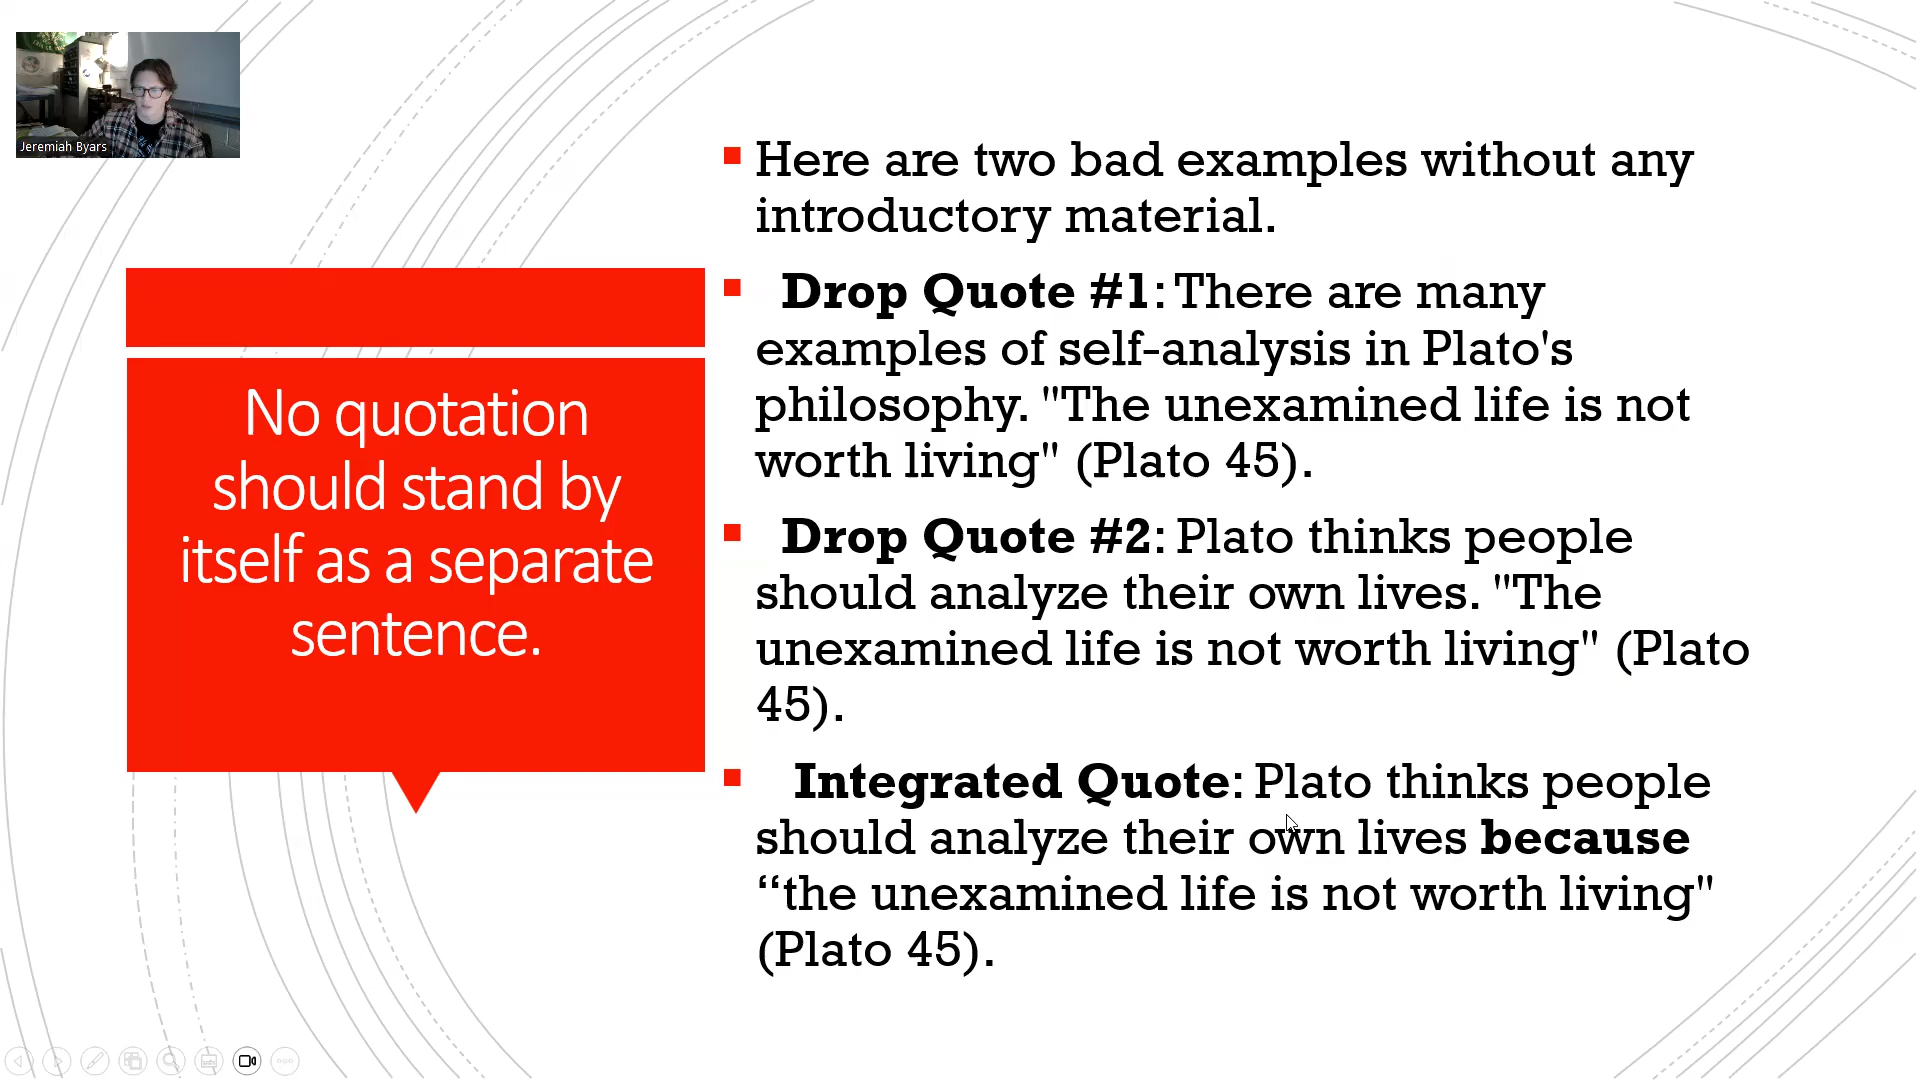 Jeremiah Byars
No quotation
should stand by
itself as a separate
sentence.
Here are two bad examples without any
introductory material.
Drop Quote #1: There are many
examples of self-analysis in Plato's
philosophy. "The unexamined life is not
worth living" (Plato 45).
Drop Quote #2: Plato thinks people
should analyze their own lives. "The
unexamined life is not worth living" (Plato
45).
Integrated Quote: Plato thinks people
should analyze their own lives because
“the unexamined life is not worth living"
(Plato 45).